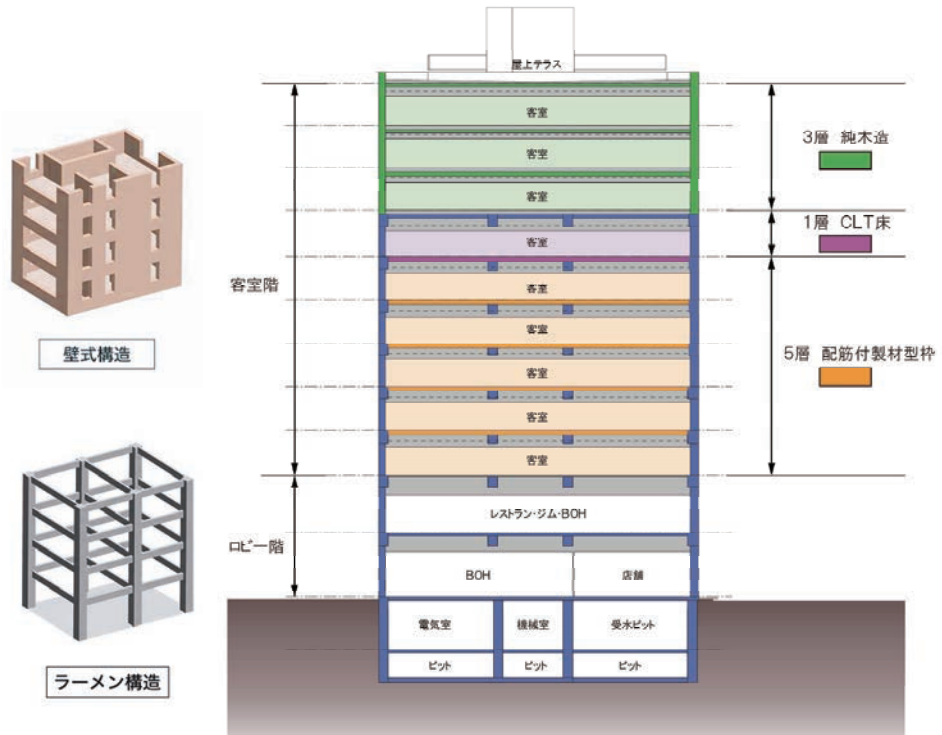 屋上テラス
客室
客室
客室
客室
客室
客室
客室
客室
客室
レストラン・ジム・BOH
BOH
店舗
電気室
機械室
受水ピット
ピット
ピット
ピット
客室階
ロビー階
3層 純木造
1層 CLT床
5層 配筋付製材型枠
壁式構造
ラーメン構造